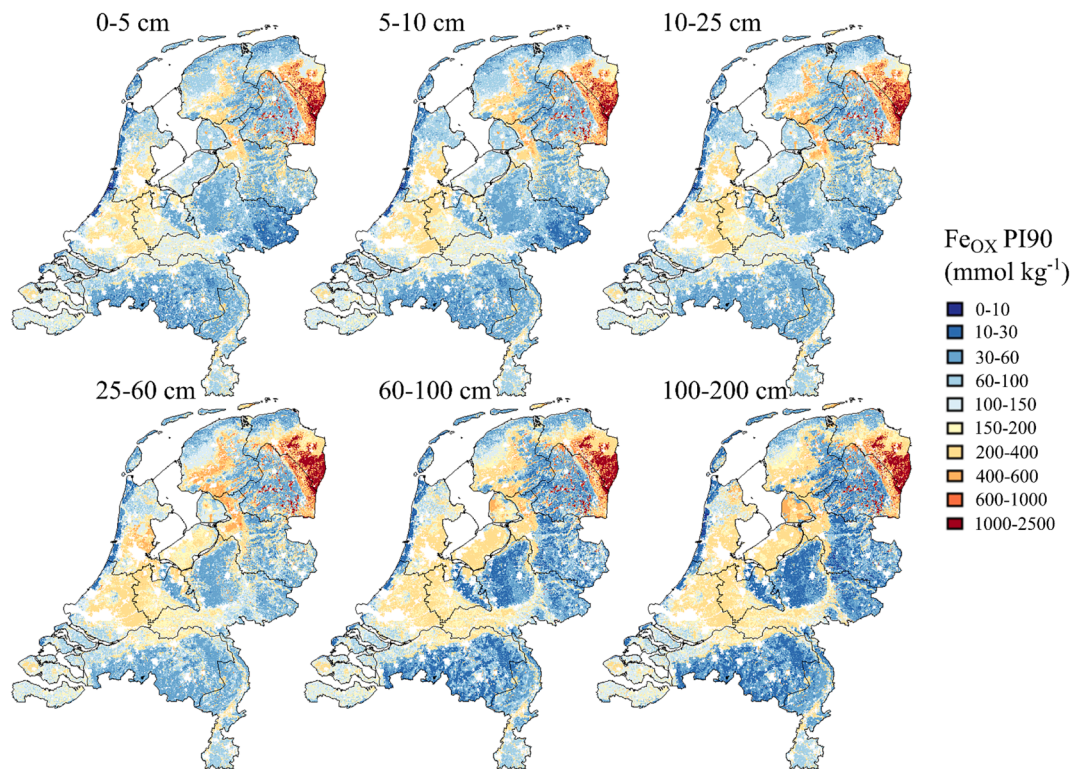 0-5 cm
5-10 cm
10-25 cm
25-60 cm
60-100 cm
100-200 cm
Fe_OX PI90
(mmol kg⁻¹)
0-10
10-30
30-60
60-100
100-150
150-200
200-400
400-600
600-1000
1000-2500